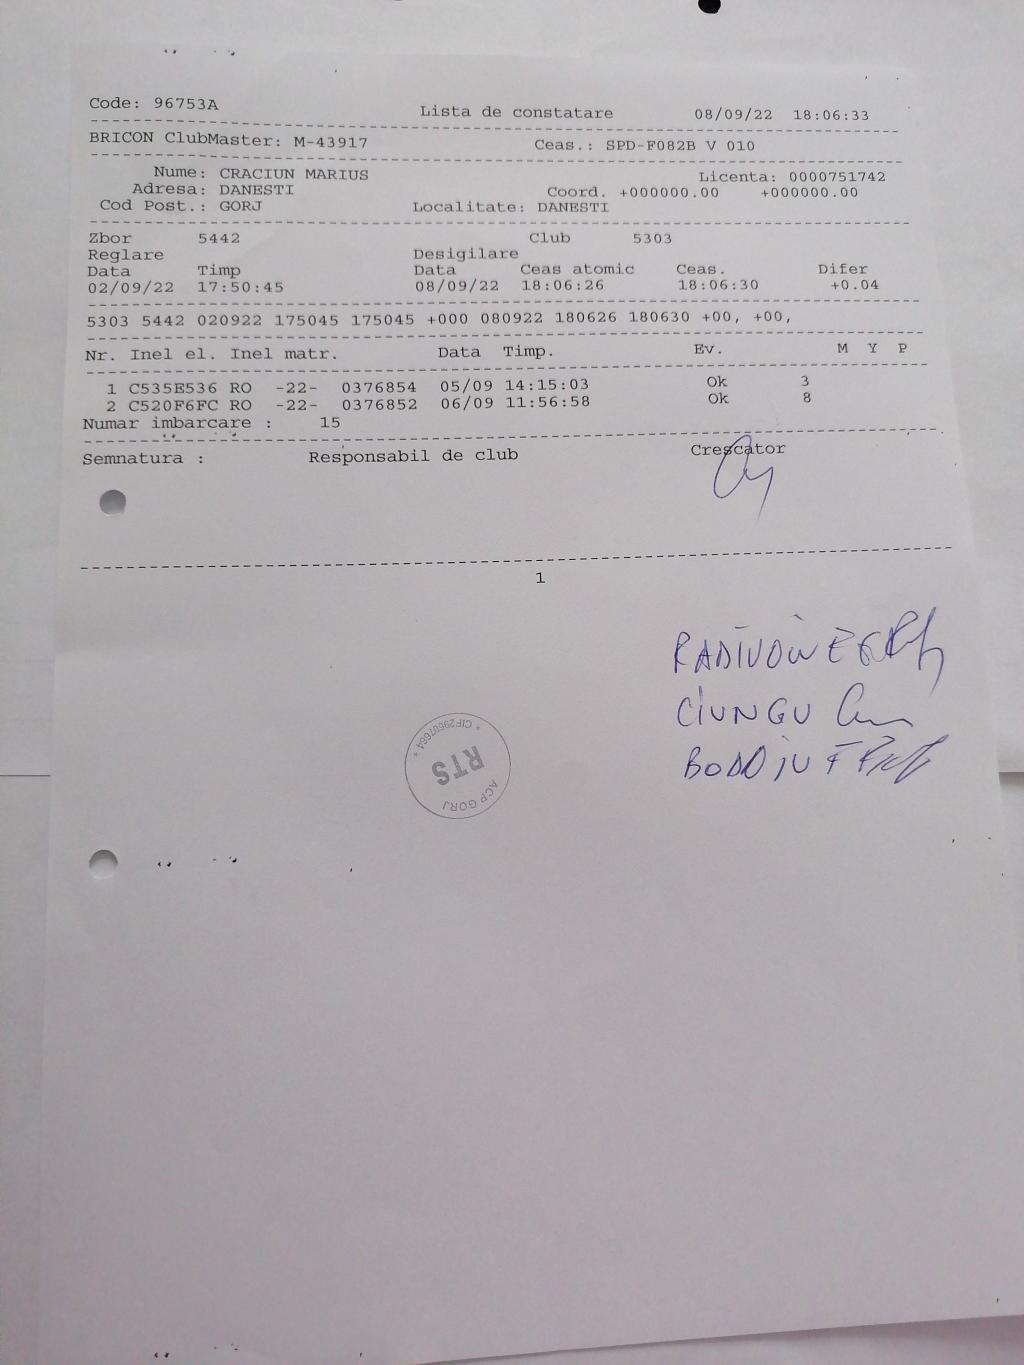 Code: 96753A Lista de constatare 08/09/22 18:06:33
BRICON ClubMaster: M-43917 Ceas.: SPD-F082B V 010
Nume: CRACIUN MARIUS Licenta: 0000751742
Adresa: DANESTI Coord. +000000.00 +000000.00
Cod Post.: GORJ Localitate: DANESTI
Zbor 5442 Club 5303
Reglare Desigilare
Data Timp Data Ceas atomic Ceas. Difer
02/09/22 17:50:45 08/09/22 18:06:26 18:06:30 +0.04
5303 5442 020922 175045 175045 +000 080922 180626 180630 +00, +00,
Nr. Inel el. Inel matr. Data Timp. Ev. M Y P
1 C535E536 RO -22- 0376854 05/09 14:15:03 Ok 3
2 C520F6FC RO -22- 0376852 06/09 11:56:58 Ok 8
Numar imbarcare : 15
Semnatura : Responsabil de club Crescator
1
CIUNGU
ACP GORJ
RTS
* CIF29607664 *